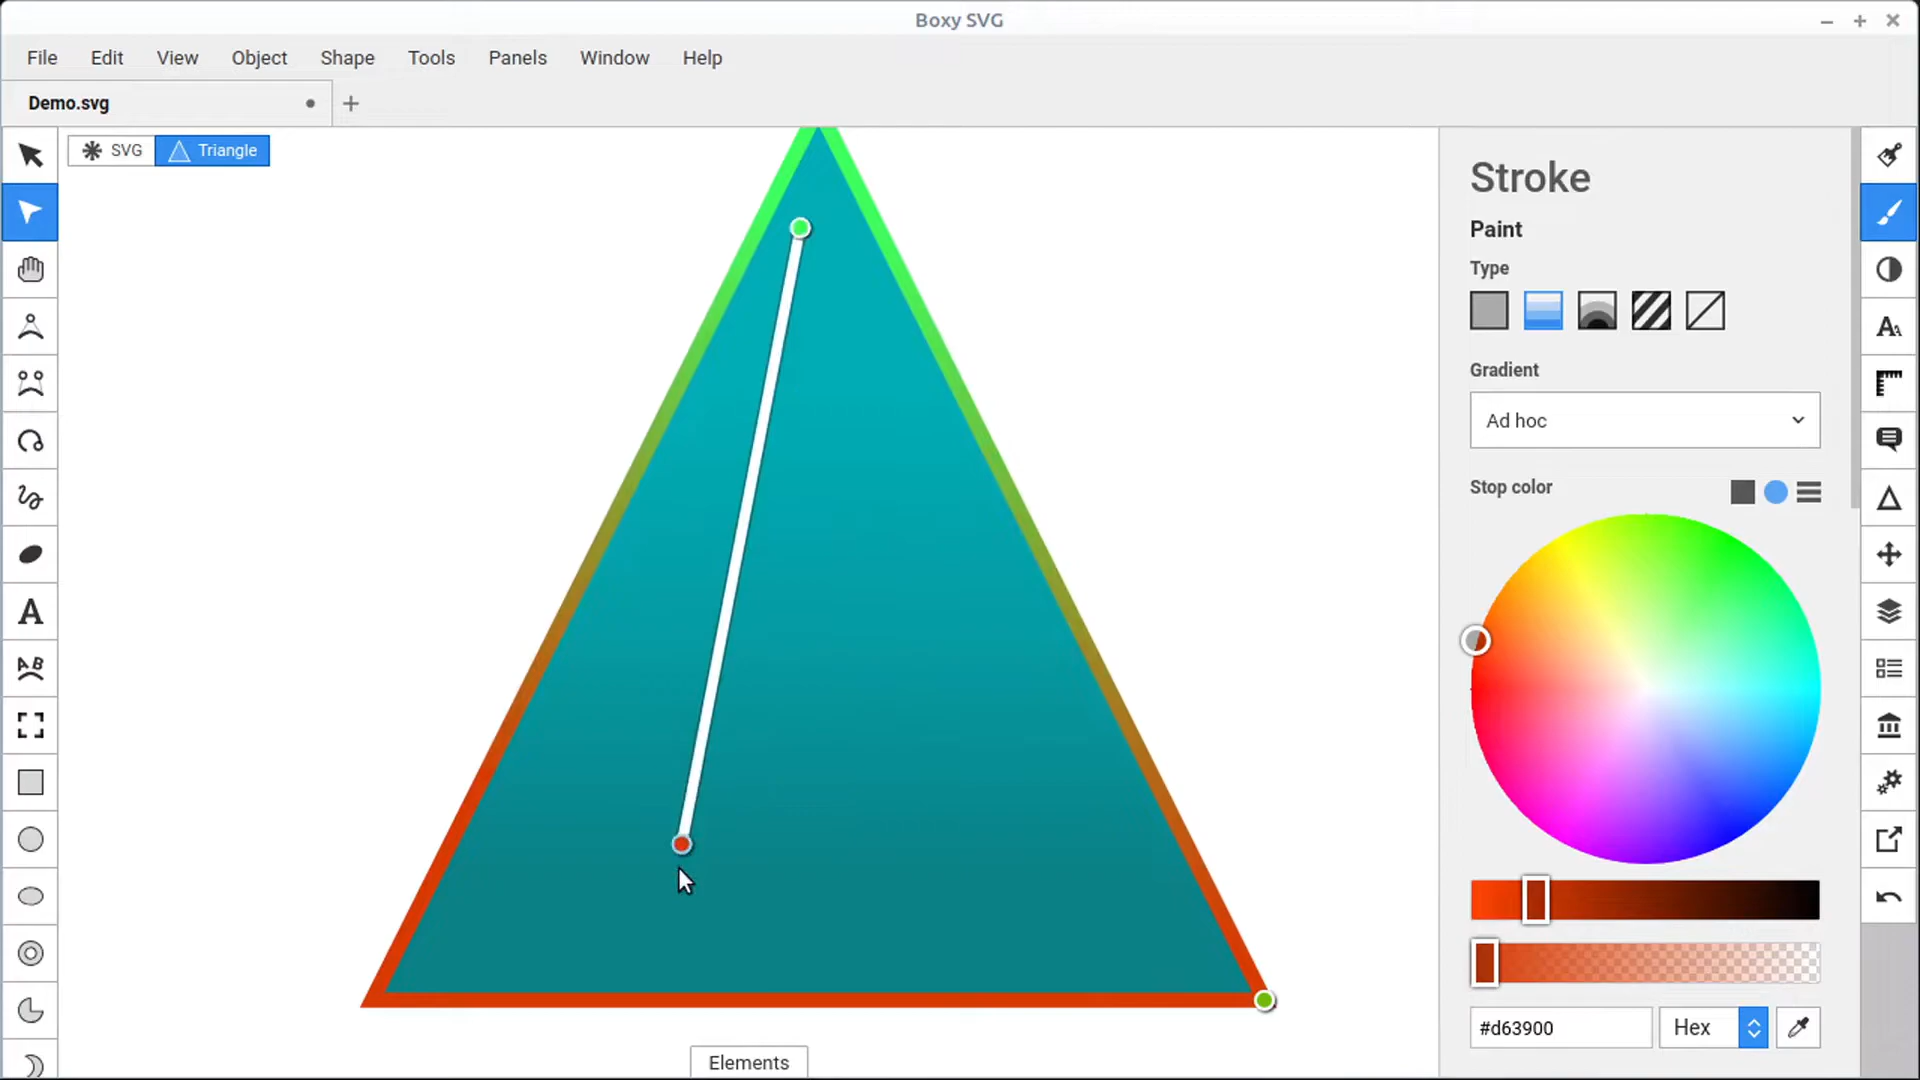 Boxy SVG
File Edit View Object Shape Tools Panels Window Help
Demo.svg
SVG Triangle
Stroke
Paint
Type
Gradient
Ad hoc
Stop color
#d63900 Hex
Elements